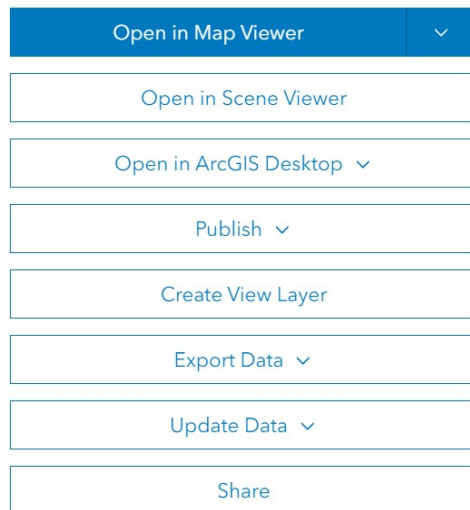 Open in Map Viewer
Open in Scene Viewer
Open in ArcGIS Desktop
Publish
Create View Layer
Export Data
Update Data
Share